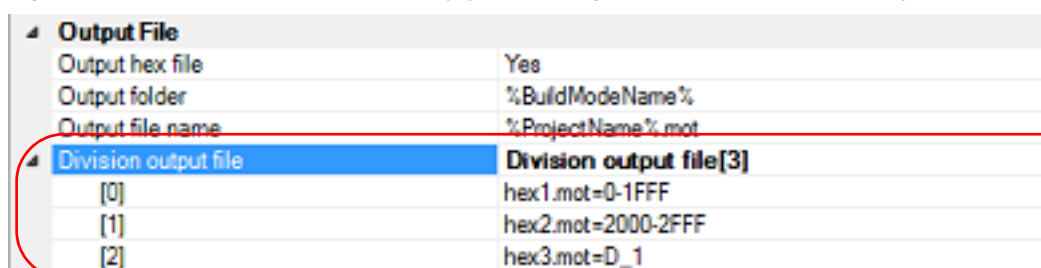 Output File
Output hex file Yes
Output folder %BuildModeName%
Output file name %ProjectName%.mot
Division output file Division output file[3]
[0] hex1.mot=0-1FFF
[1] hex2.mot=2000-2FFF
[2] hex3.mot=D_1